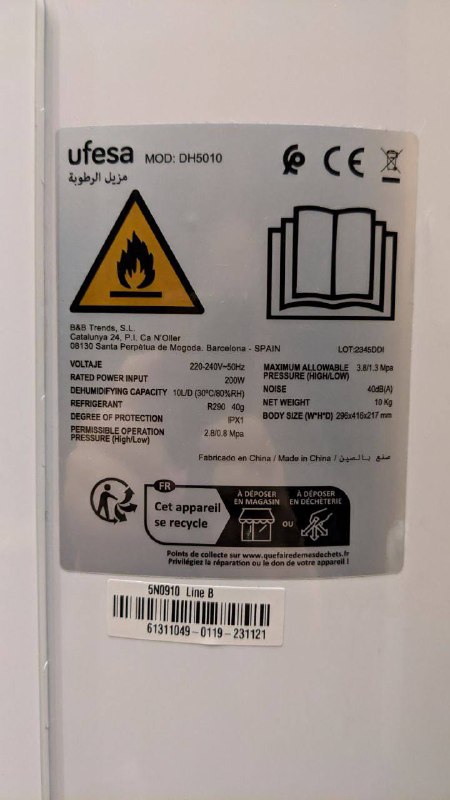 ufesa MOD: DH5010
مزيل الرطوبة
CE
B&B Trends, S.L.
Catalunya 24, P.I. Ca N'Oller
08130 Santa Perpètua de Mogoda. Barcelona - SPAIN LOT:2345DDI
VOLTAJE 220-240V~50Hz
RATED POWER INPUT 200W
DEHUMIDIFYING CAPACITY 10L/D (30ºC/80%RH)
REFRIGERANT R290 40g
DEGREE OF PROTECTION IPX1
PERMISSIBLE OPERATION
PRESSURE (High/Low) 2.8/0.8 Mpa
MAXIMUM ALLOWABLE 3.8/1.3 Mpa
PRESSURE (HIGH/LOW)
NOISE 40dB(A)
NET WEIGHT 10 Kg
BODY SIZE (W*H*D) 296x416x217 mm
Fabricado en China / Made in China / صنع بالصين
FR
Cet appareil
se recycle
À DÉPOSER
EN MAGASIN
OU
À DÉPOSER
EN DÉCHÈTERIE
Points de collecte sur www.quefairedemesdechets.fr
Privilégiez la réparation ou le don de votre appareil !
5N0910 Line B
61311049-0119-231121